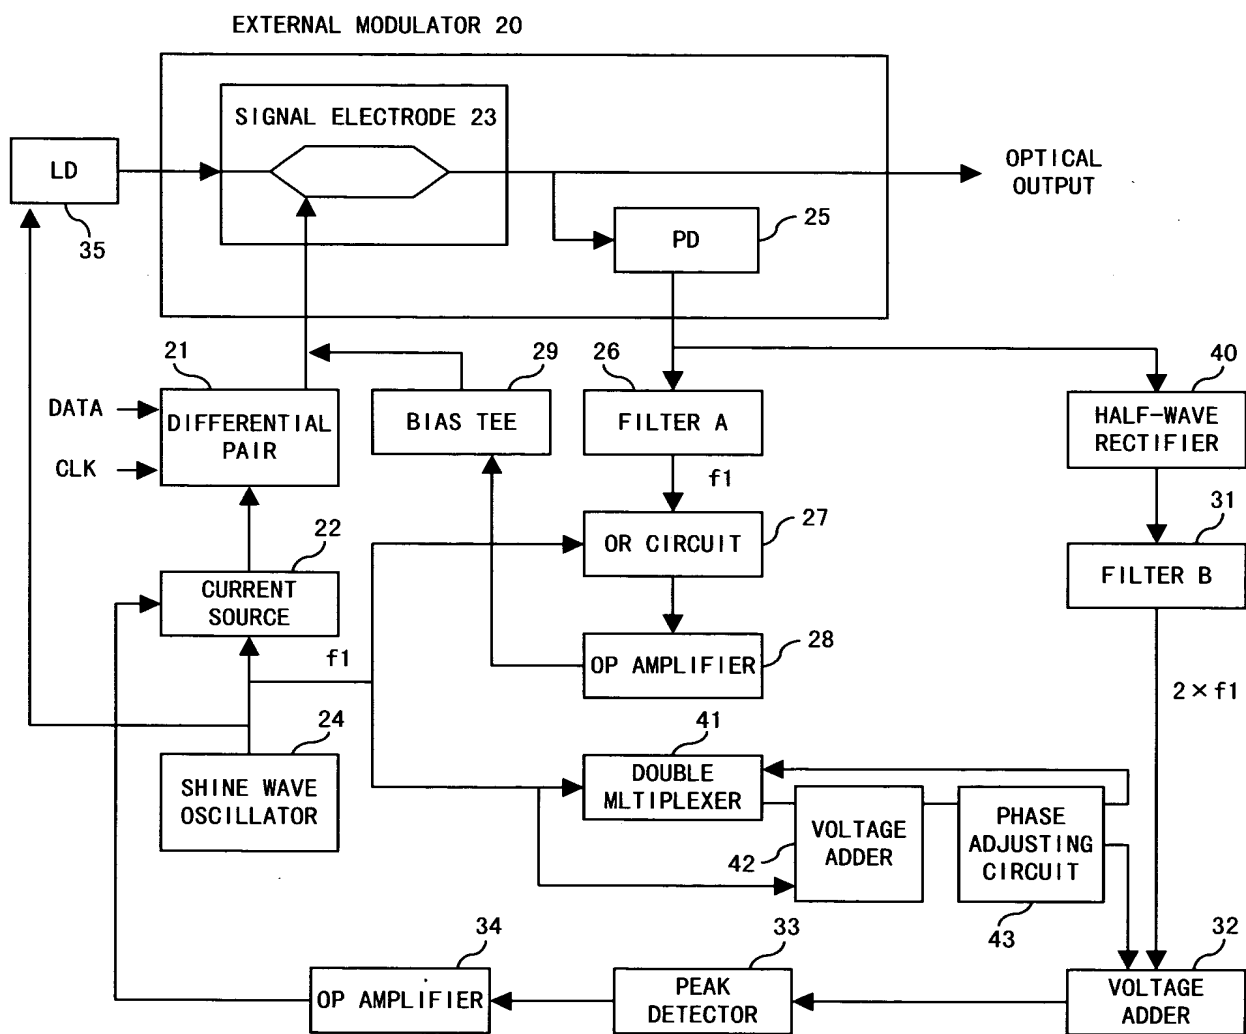 EXTERNAL MODULATOR 20
SIGNAL ELECTRODE 23
LD
35
OPTICAL
OUTPUT
PD
25
21
29
26
40
DATA
CLK
DIFFERENTIAL
PAIR
BIAS TEE
FILTER A
HALF-WAVE
RECTIFIER
f1
22
27
31
OR CIRCUIT
CURRENT
SOURCE
FILTER B
f1
OP AMPLIFIER
28
2×f1
24
41
SHINE WAVE
OSCILLATOR
DOUBLE
MLTIPLEXER
VOLTAGE
ADDER
42
PHASE
ADJUSTING
CIRCUIT
43
34
33
32
OP AMPLIFIER
PEAK
DETECTOR
VOLTAGE
ADDER